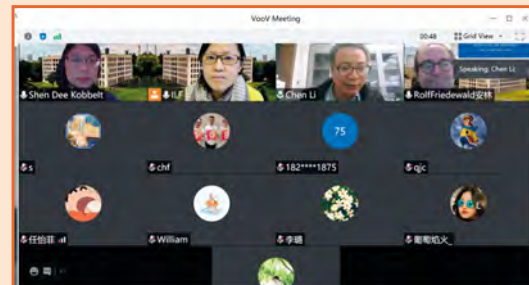 VooV Meeting
00:48 Grid View
Speaking: Chen Li;
Shen Dee Kobbelt
ILF
Chen Li
RolfFriedewald安林
s
chf
75
182****1875
qjc
任怡菲
William
李璐
葡萄焰火_